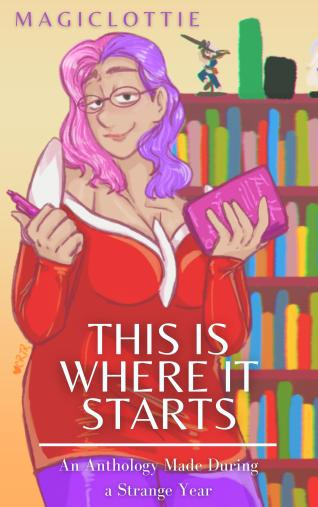 MAGICLOTTIE
THIS IS
WHERE IT
STARTS
An Anthology Made During
a Strange Year